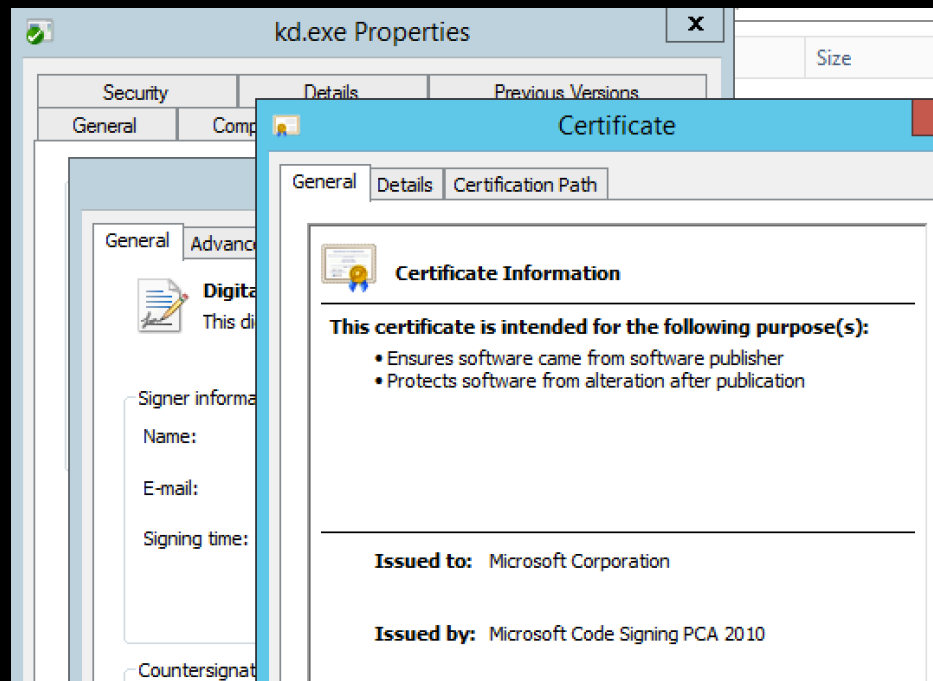 kd.exe Properties
x
Size
Security
Details
Previous Versions
General
Comp
Certificate
General
Details
Certification Path
General
Advance
Certificate Information
Digita
This di
This certificate is intended for the following purpose(s):
• Ensures software came from software publisher
• Protects software from alteration after publication
Signer informa
Name:
E-mail:
Signing time:
Issued to: Microsoft Corporation
Issued by: Microsoft Code Signing PCA 2010
Countersignat